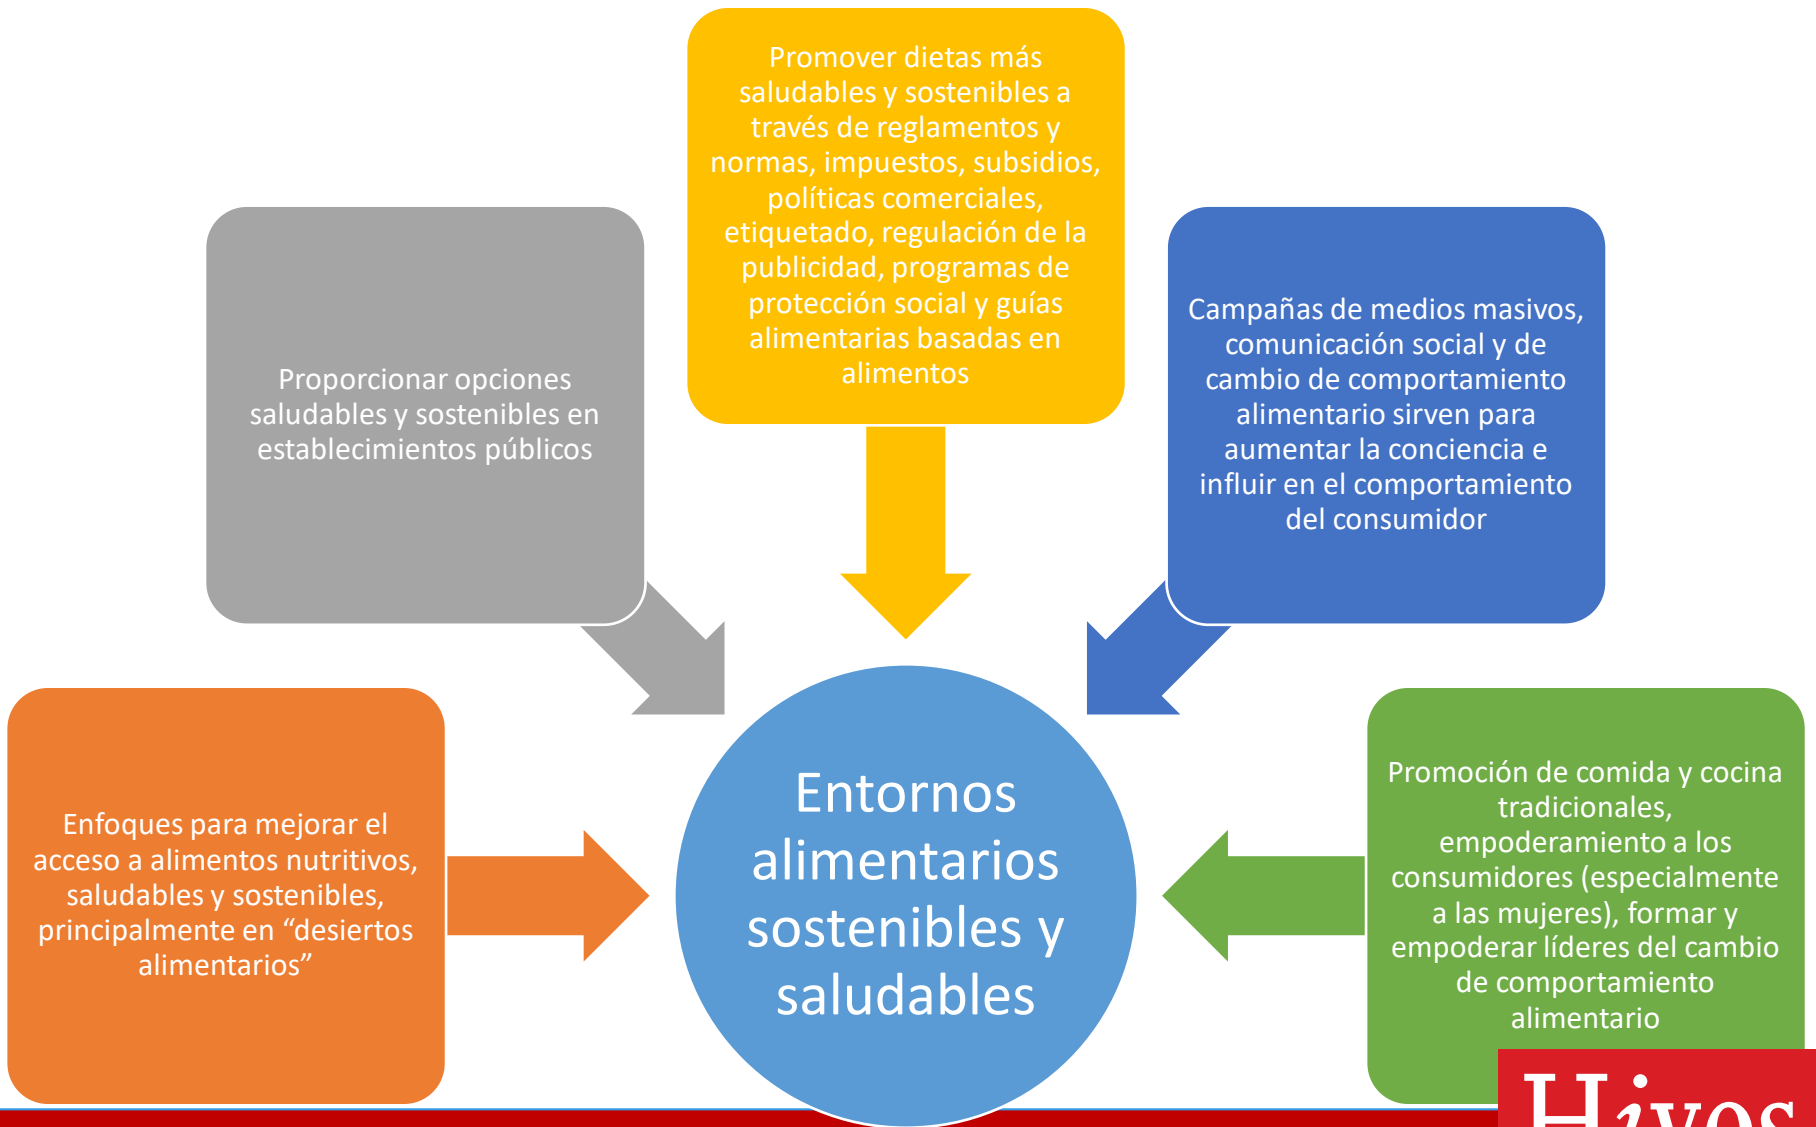 Promover dietas más
saludables y sostenibles a
través de reglamentos y
normas, impuestos, subsidios,
políticas comerciales,
etiquetado, regulación de la
publicidad, programas de
protección social y guías
alimentarias basadas en
alimentos
Proporcionar opciones
saludables y sostenibles en
establecimientos públicos
Campañas de medios masivos,
comunicación social y de
cambio de comportamiento
alimentario sirven para
aumentar la conciencia e
influir en el comportamiento
del consumidor
Enfoques para mejorar el
acceso a alimentos nutritivos,
saludables y sostenibles,
principalmente en “desiertos
alimentarios”
Entornos
alimentarios
sostenibles y
saludables
Promoción de comida y cocina
tradicionales,
empoderamiento a los
consumidores (especialmente
a las mujeres), formar y
empoderar líderes del cambio
de comportamiento
alimentario
Hivos